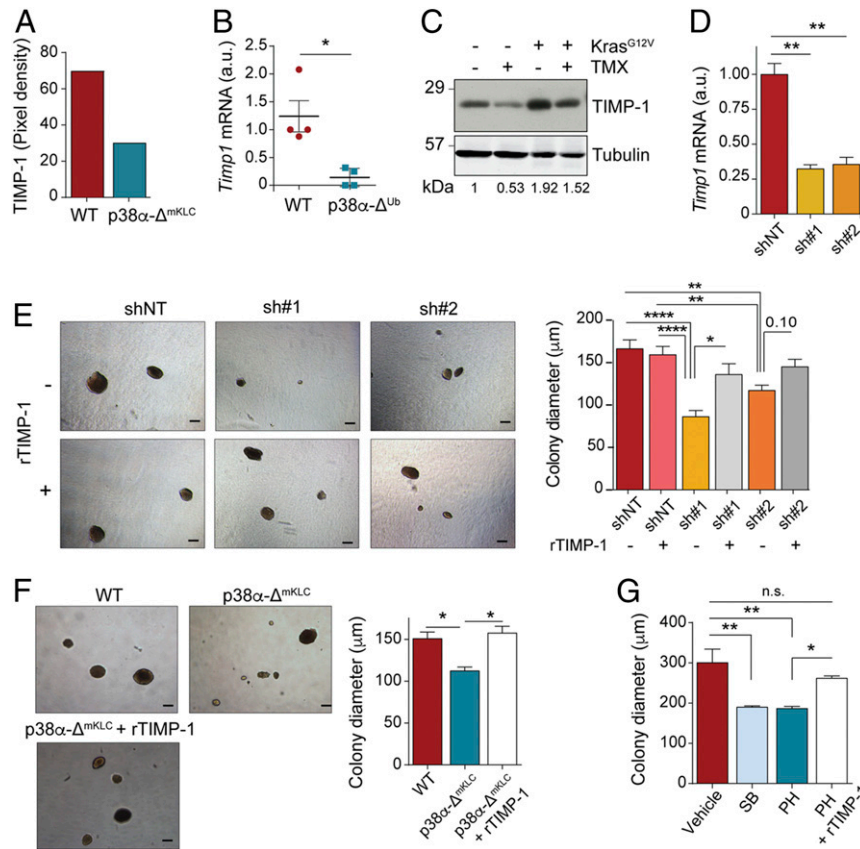 A
TIMP-1 (Pixel density)
80
60
40
20
0
WT
p38α-Δ^mKLC
B
Timp1 mRNA (a.u.)
2.5
2.0
1.5
1.0
0.5
0.0
*
WT
p38α-Δ^Ub
C
- - + + Kras^G12V
- + - + TMX
29
TIMP-1
57
Tubulin
kDa 1 0.53 1.92 1.52
D
Timp1 mRNA (a.u.)
1.00
0.75
0.50
0.25
0
**
**
shNT
sh#1
sh#2
E
shNT sh#1 sh#2
rTIMP-1
-
+
Colony diameter (μm)
200
150
100
50
0
**
**
****
****
*
0.10
shNT
shNT
sh#1
sh#1
sh#2
sh#2
rTIMP-1 - + - + - +
F
WT
p38α-Δ^mKLC
p38α-Δ^mKLC + rTIMP-1
Colony diameter (μm)
150
100
50
0
* *
WT
p38α-Δ^mKLC
p38α-Δ^mKLC
+ rTIMP-1
G
Colony diameter (μm)
400
300
200
100
0
n.s.
**
**
*
Vehicle
SB
PH
PH
+ rTIMP-1